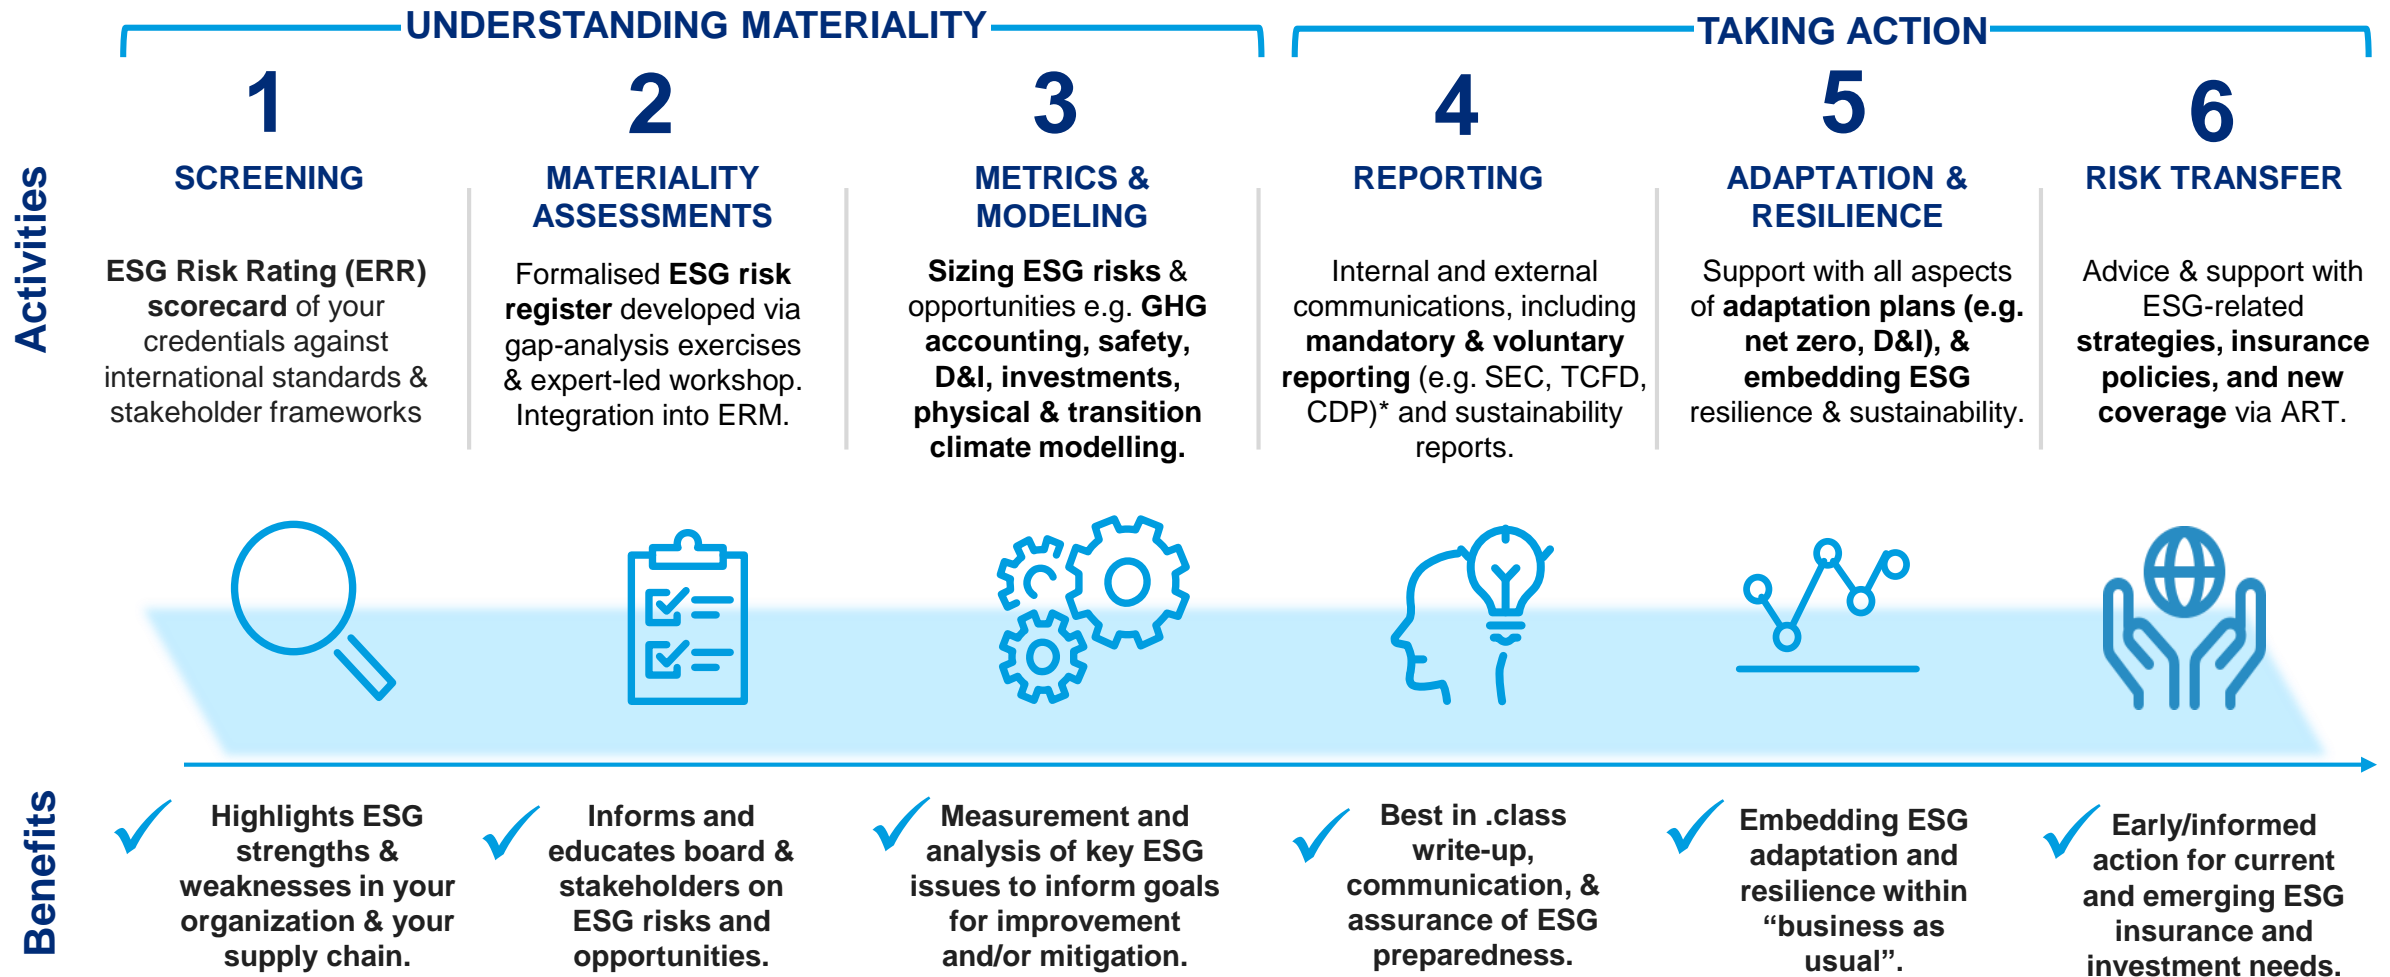 UNDERSTANDING MATERIALITY
TAKING ACTION
Activities
1
SCREENING
ESG Risk Rating (ERR)
scorecard of your
credentials against
international standards &
stakeholder frameworks
2
MATERIALITY
ASSESSMENTS
Formalised ESG risk
register developed via
gap-analysis exercises
& expert-led workshop.
Integration into ERM.
3
METRICS &
MODELING
Sizing ESG risks &
opportunities e.g. GHG
accounting, safety,
D&I, investments,
physical & transition
climate modelling.
4
REPORTING
Internal and external
communications, including
mandatory & voluntary
reporting (e.g. SEC, TCFD,
CDP)* and sustainability
reports.
5
ADAPTATION &
RESILIENCE
Support with all aspects
of adaptation plans (e.g.
net zero, D&I), &
embedding ESG
resilience & sustainability.
6
RISK TRANSFER
Advice & support with
ESG-related
strategies, insurance
policies, and new
coverage via ART.
Benefits
Highlights ESG
strengths &
weaknesses in your
organization & your
supply chain.
Informs and
educates board &
stakeholders on
ESG risks and
opportunities.
Measurement and
analysis of key ESG
issues to inform goals
for improvement
and/or mitigation.
Best in .class
write-up,
communication, &
assurance of ESG
preparedness.
Embedding ESG
adaptation and
resilience within
“business as
usual”.
Early/informed
action for current
and emerging ESG
insurance and
investment needs.